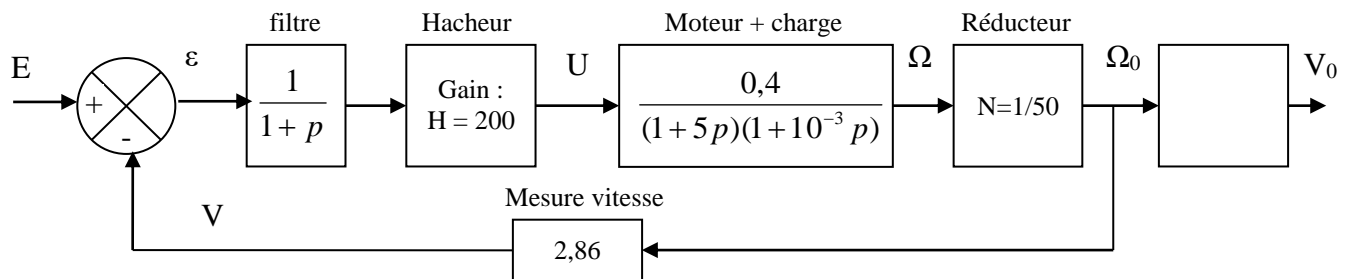 filtre Hacheur Moteur + charge Réducteur
E ε U Ω Ω₀ V₀
+
-
1
1 + p
Gain :
H = 200
0,4
(1 + 5p)(1 + 10⁻³ p)
N=1/50
V
Mesure vitesse
2,86